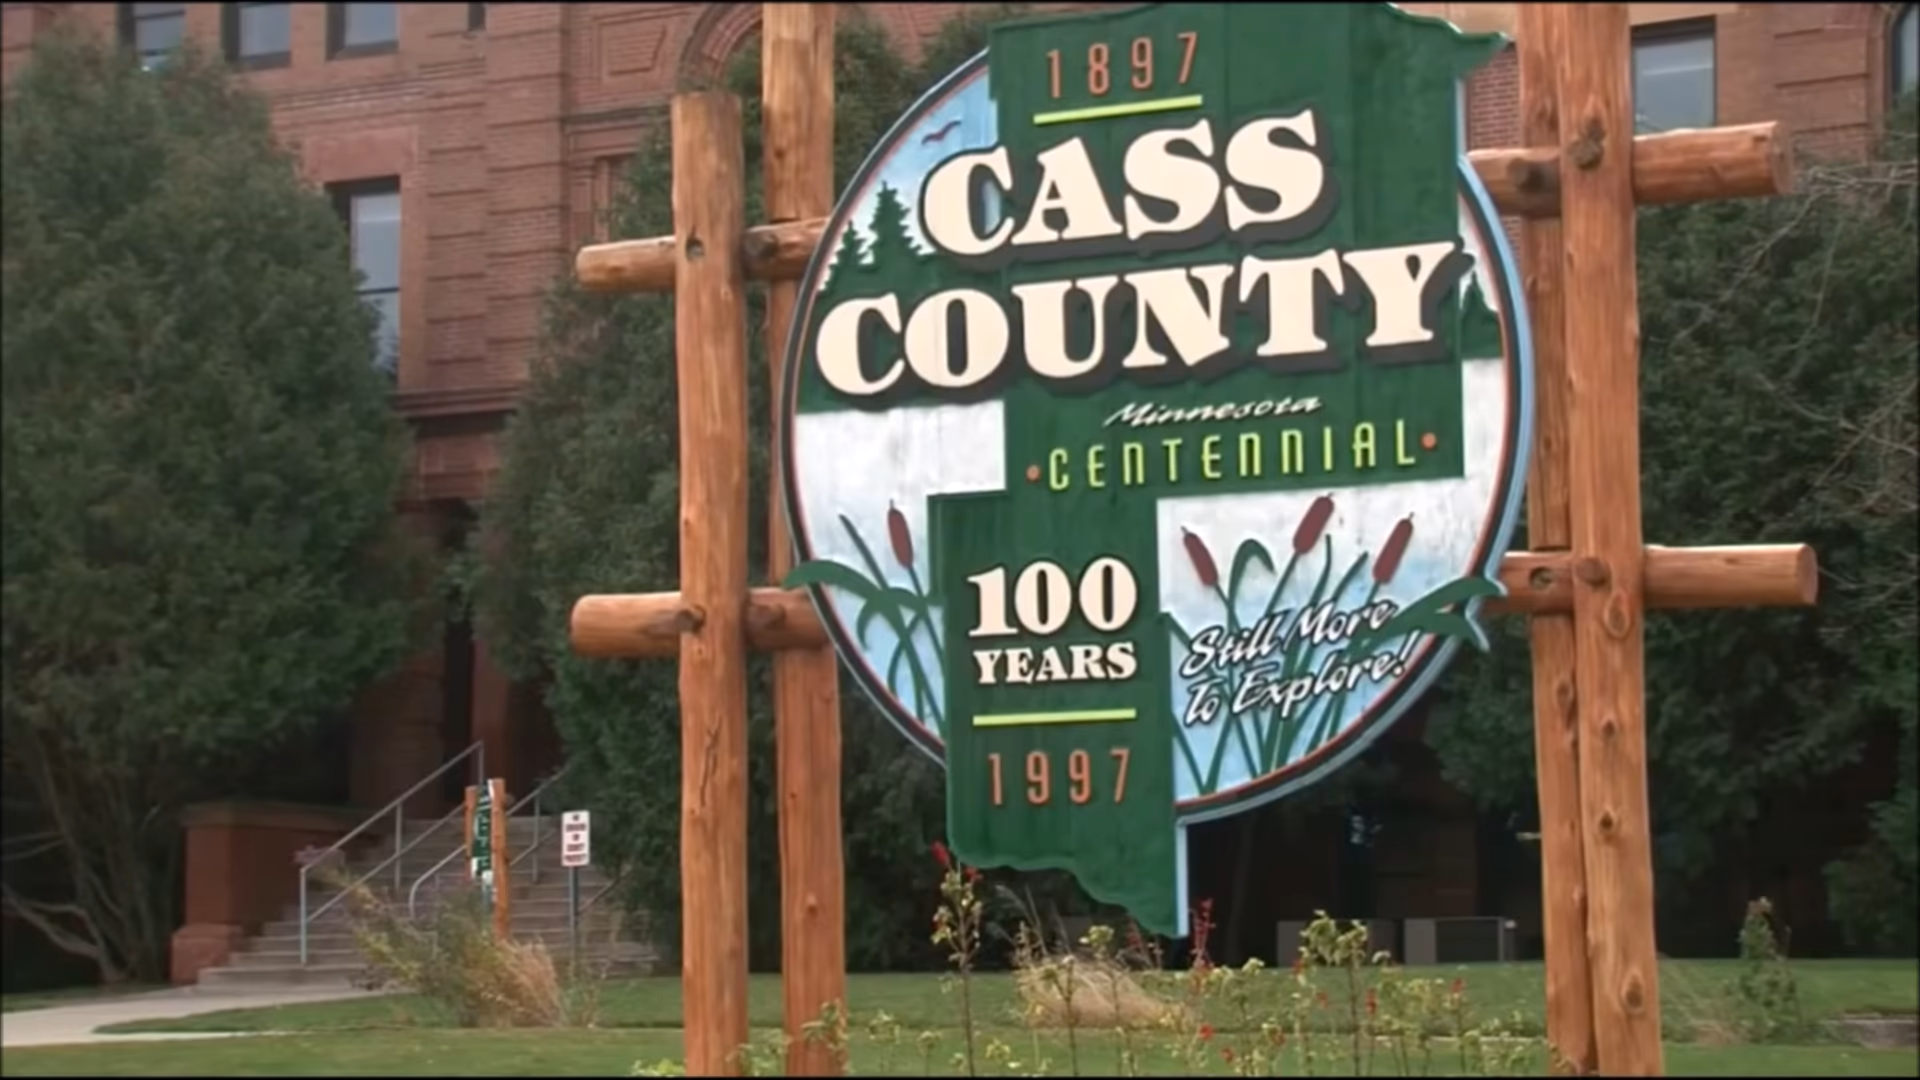 1897
CASS
COUNTY
Minnesota
•CENTENNIAL•
100
YEARS
1997
Still More
To Explore!